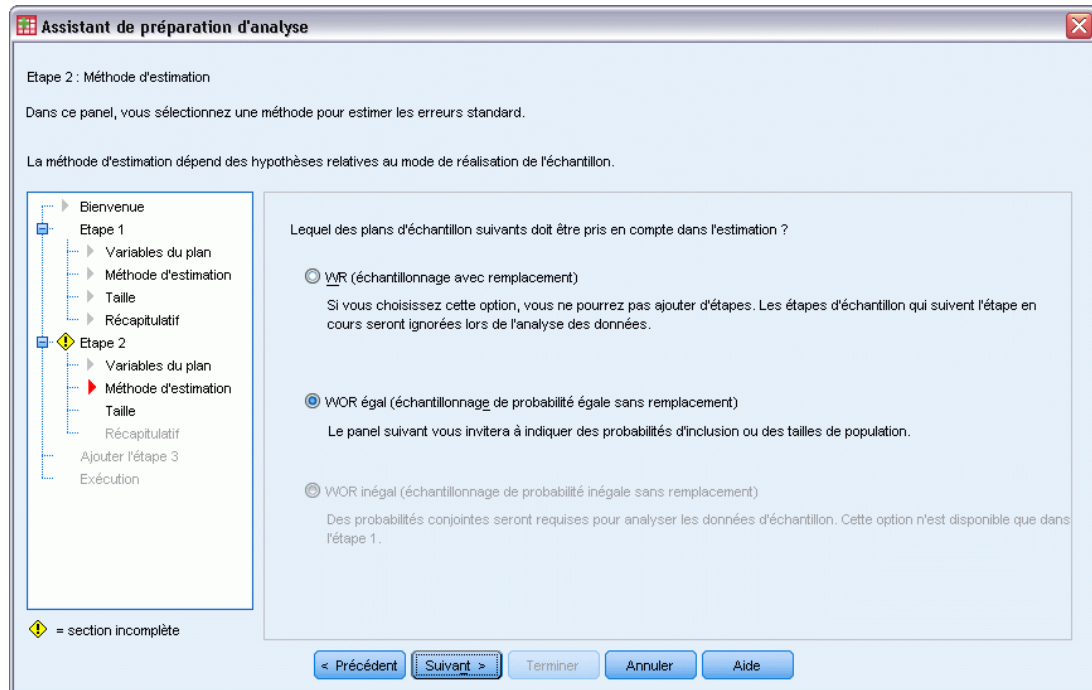 Assistant de préparation d'analyse
Etape 2 : Méthode d'estimation
Dans ce panel, vous sélectionnez une méthode pour estimer les erreurs standard.
La méthode d'estimation dépend des hypothèses relatives au mode de réalisation de l'échantillon.
Bienvenue
Etape 1
Variables du plan
Méthode d'estimation
Taille
Récapitulatif
Etape 2
Variables du plan
Méthode d'estimation
Taille
Récapitulatif
Ajouter l'étape 3
Exécution
! = section incomplète
Lequel des plans d'échantillon suivants doit être pris en compte dans l'estimation ?
WR (échantillonnage avec remplacement)
Si vous choisissez cette option, vous ne pourrez pas ajouter d'étapes. Les étapes d'échantillon qui suivent l'étape en
cours seront ignorées lors de l'analyse des données.
WOR égal (échantillonnage de probabilité égale sans remplacement)
Le panel suivant vous invitera à indiquer des probabilités d'inclusion ou des tailles de population.
WOR inégal (échantillonnage de probabilité inégale sans remplacement)
Des probabilités conjointes seront requises pour analyser les données d'échantillon. Cette option n'est disponible que dans
l'étape 1.
< Précédent
Suivant >
Terminer
Annuler
Aide